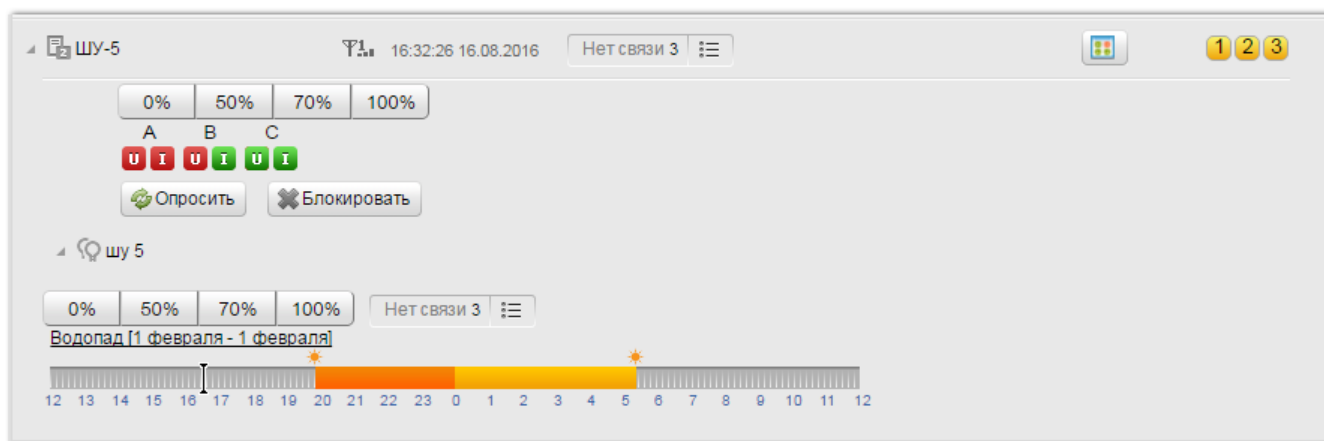 ШУ-5 1 16:32:26 16.08.2016 Нет связи 3 1 2 3
0% 50% 70% 100%
A B C
U I U I U I
Опросить Блокировать
шу 5
0% 50% 70% 100% Нет связи 3
Водопад [1 февраля - 1 февраля]
12 13 14 15 16 17 18 19 20 21 22 23 0 1 2 3 4 5 6 7 8 9 10 11 12